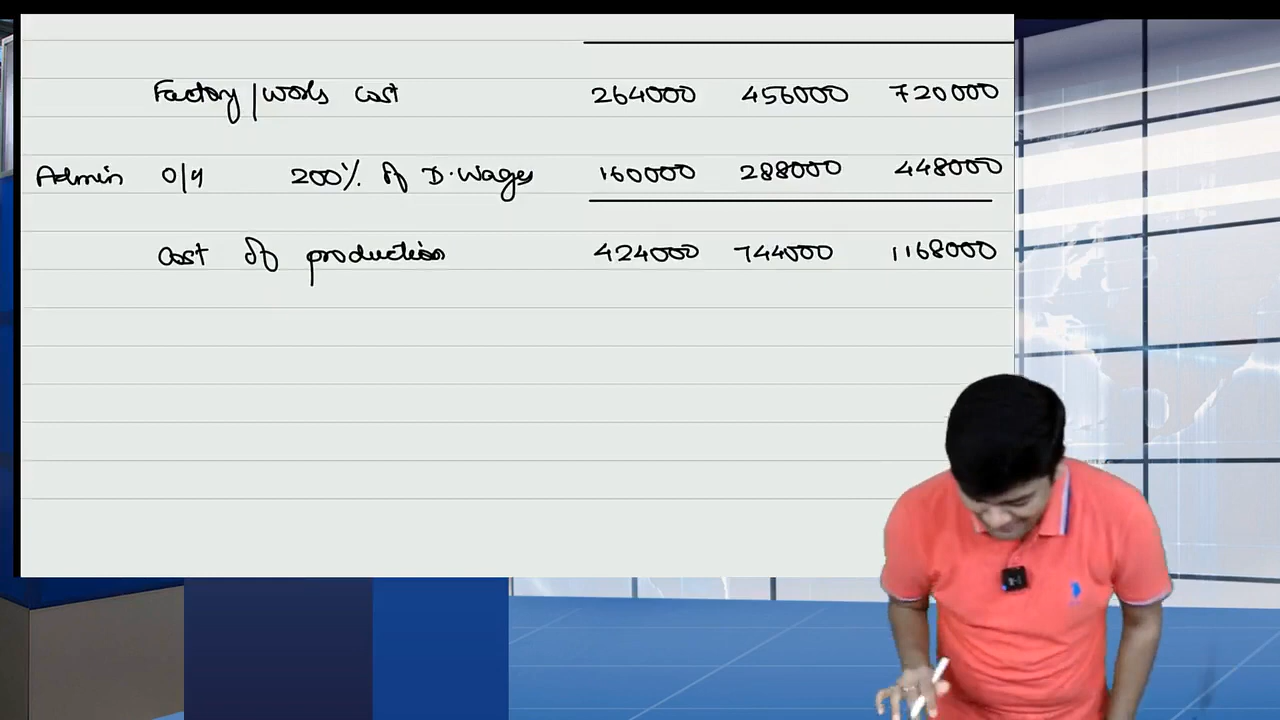 Factory/works cost 264000 456000 720000
Admin O/H 200% of D.Wages 160000 288000 448000
Cost of production 424000 744000 1168000